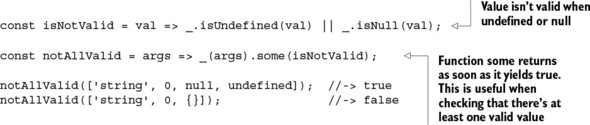 Value isn't valid when
undefined or null
const isNotValid = val => _.isUndefined(val) || _.isNull(val);
const notAllValid = args => _(args).some(isNotValid);
notAllValid(['string', 0, null, undefined]);  //-> true
notAllValid(['string', 0, {}]);  //-> false
Function some returns
as soon as it yields true.
This is useful when
checking that there's at
least one valid value